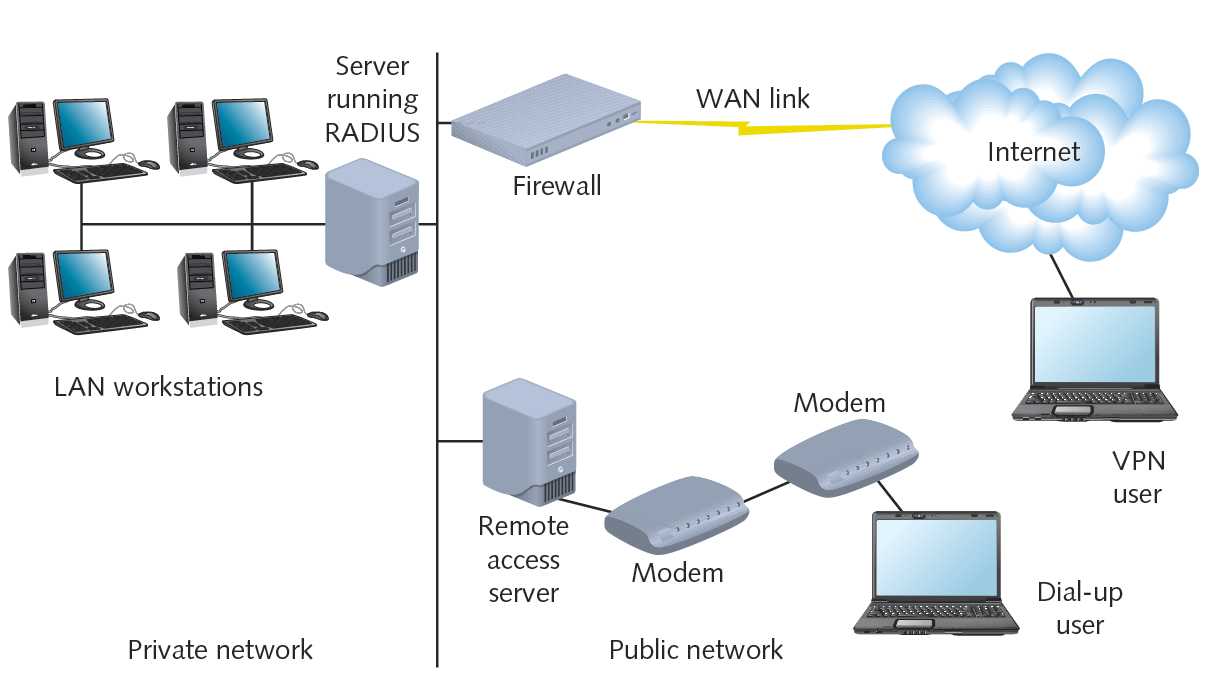 Server
running
RADIUS
WAN link
Internet
Firewall
LAN workstations
Modem
VPN
user
Remote
access
server
Modem
Dial-up
user
Private network
Public network